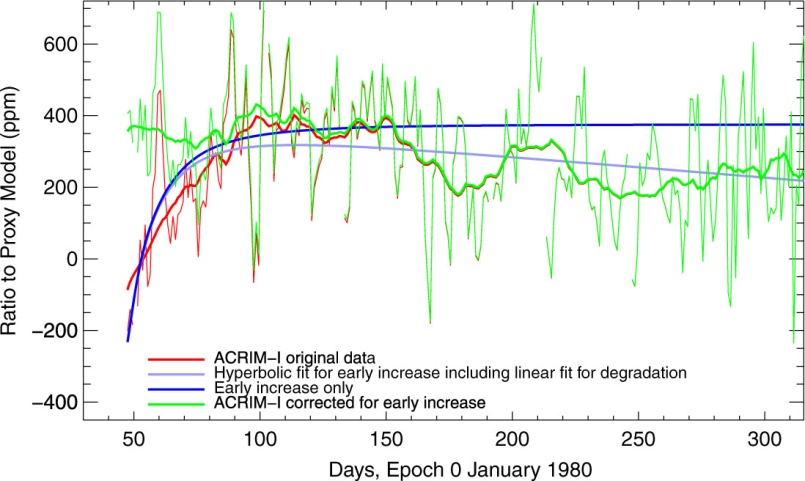 Ratio to Proxy Model (ppm)
600
400
200
0
−200
−400
ACRIM−I original data
Hyperbolic fit for early increase including linear fit for degradation
Early increase only
ACRIM−I corrected for early increase
50 100 150 200 250 300
Days, Epoch 0 January 1980